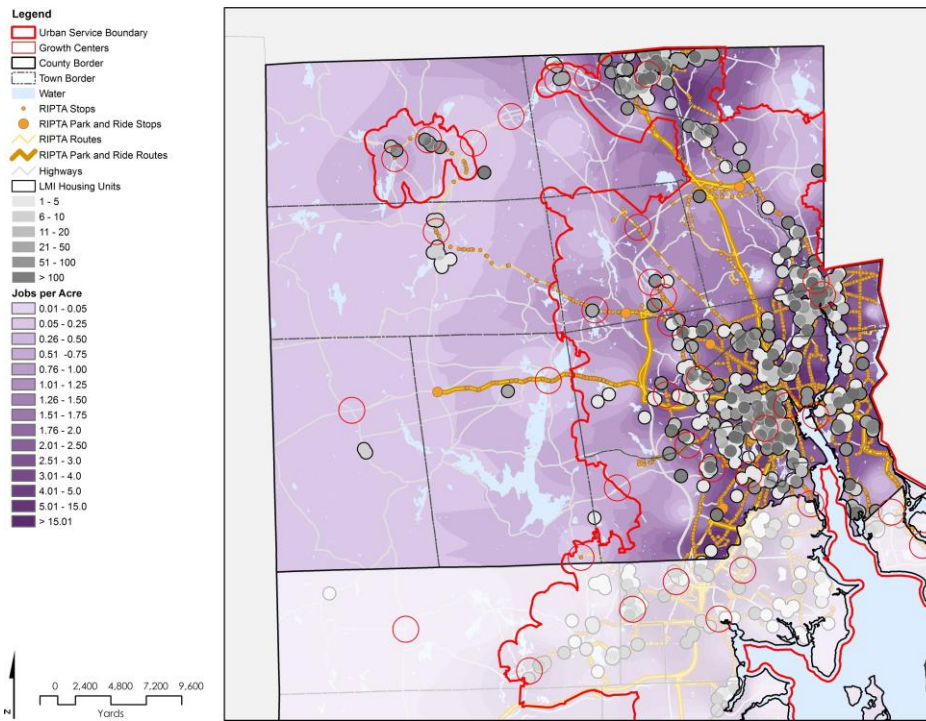 Legend
Urban Service Boundary
Growth Centers
County Border
Town Border
Water
RIPTA Stops
RIPTA Park and Ride Stops
RIPTA Routes
RIPTA Park and Ride Routes
Highways
LMI Housing Units
1 - 5
6 - 10
11 - 20
21 - 50
51 - 100
> 100
Jobs per Acre
0.01 - 0.05
0.05 - 0.25
0.26 - 0.50
0.51 -0.75
0.76 - 1.00
1.01 - 1.25
1.26 - 1.50
1.51 - 1.75
1.76 - 2.0
2.01 - 2.50
2.51 - 3.0
3.01 - 4.0
4.01 - 5.0
5.01 - 15.0
> 15.01
0 2,400 4,800 7,200 9,600
Yards
N